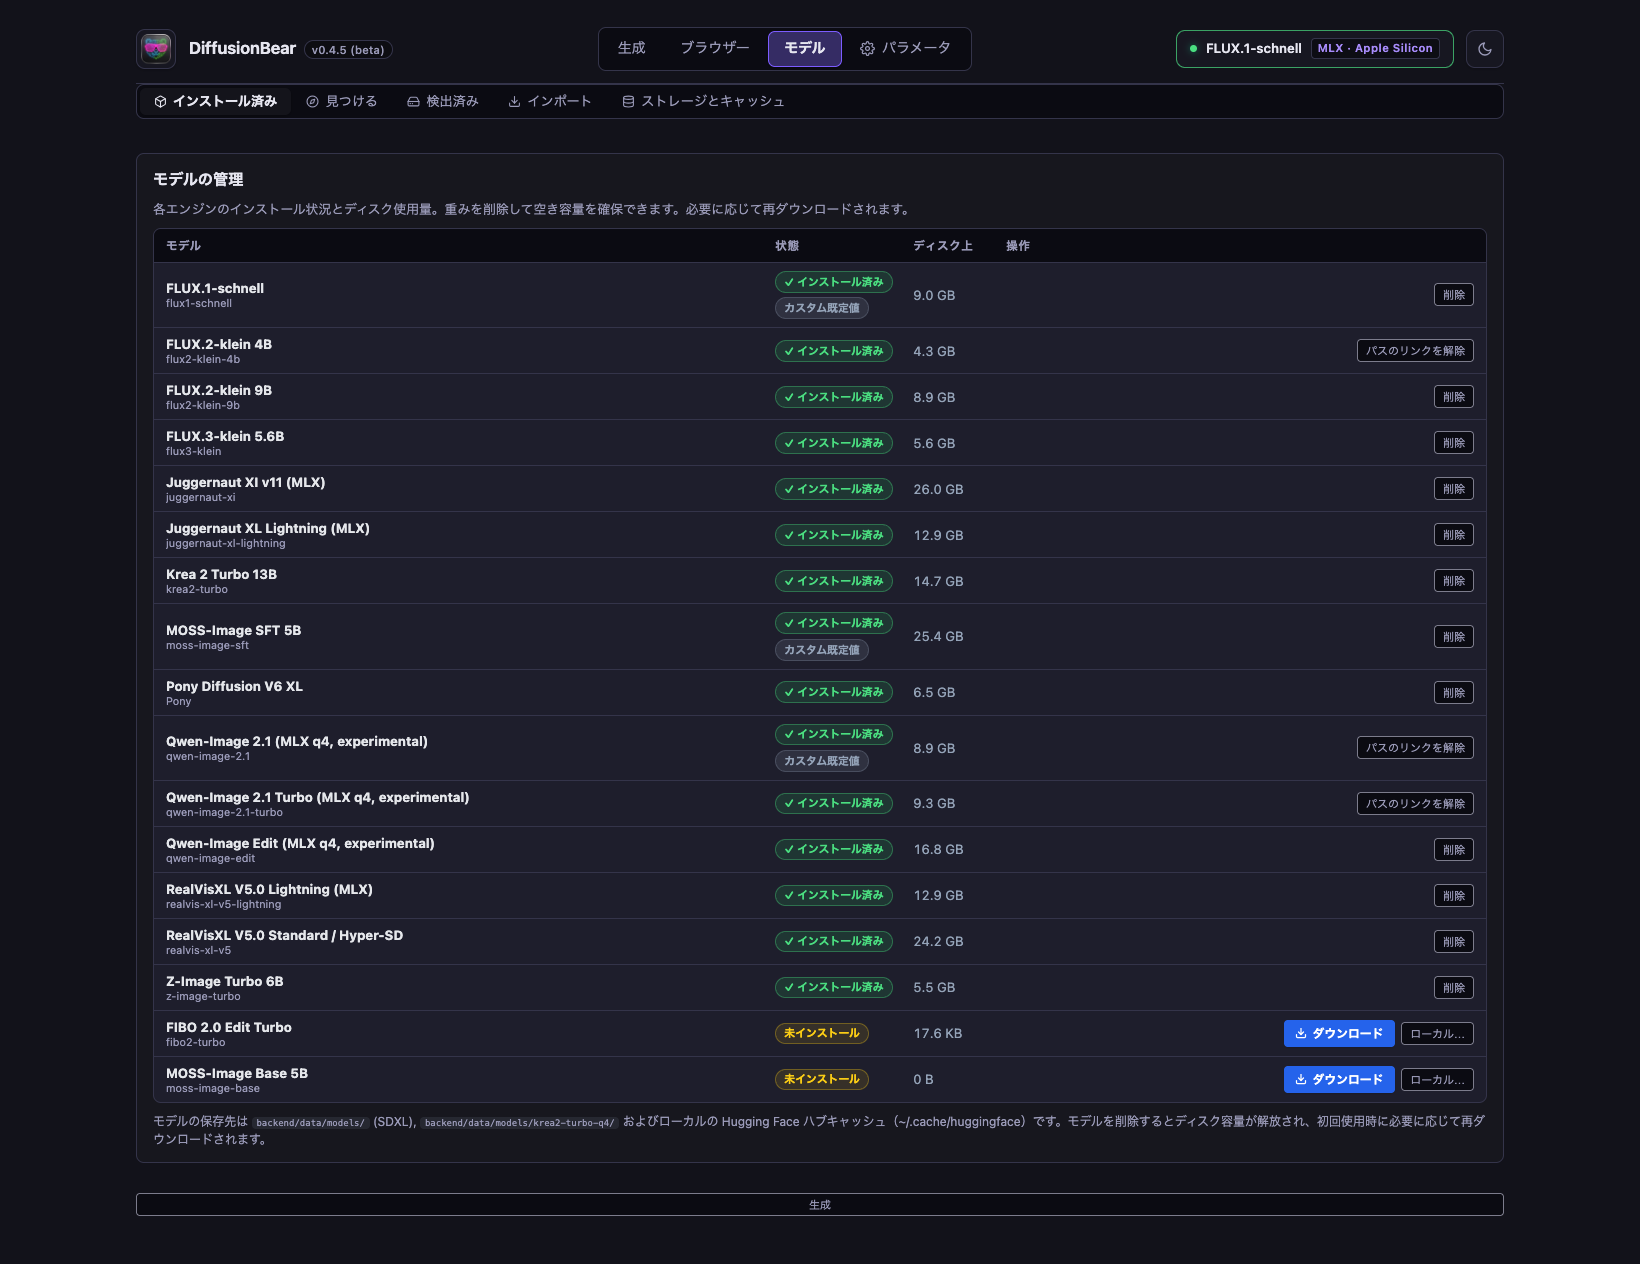 DiffusionBear v0.4.5 (beta)
生成 ブラウザー モデル パラメータ
FLUX.1-schnell MLX · Apple Silicon
インストール済み 見つける 検出済み インポート ストレージとキャッシュ
モデルの管理
各エンジンのインストール状況とディスク使用量。重みを削除して空き容量を確保できます。必要に応じて再ダウンロードされます。
モデル 状態 ディスク上 操作
FLUX.1-schnell
flux1-schnell
✓ インストール済み
カスタム既定値
9.0 GB
削除
FLUX.2-klein 4B
flux2-klein-4b
✓ インストール済み
4.3 GB
パスのリンクを解除
FLUX.2-klein 9B
flux2-klein-9b
✓ インストール済み
8.9 GB
削除
FLUX.3-klein 5.6B
flux3-klein
✓ インストール済み
5.6 GB
削除
Juggernaut XI v11 (MLX)
juggernaut-xi
✓ インストール済み
26.0 GB
削除
Juggernaut XL Lightning (MLX)
juggernaut-xl-lightning
✓ インストール済み
12.9 GB
削除
Krea 2 Turbo 13B
krea2-turbo
✓ インストール済み
14.7 GB
削除
MOSS-Image SFT 5B
moss-image-sft
✓ インストール済み
カスタム既定値
25.4 GB
削除
Pony Diffusion V6 XL
Pony
✓ インストール済み
6.5 GB
削除
Qwen-Image 2.1 (MLX q4, experimental)
qwen-image-2.1
✓ インストール済み
カスタム既定値
8.9 GB
パスのリンクを解除
Qwen-Image 2.1 Turbo (MLX q4, experimental)
qwen-image-2.1-turbo
✓ インストール済み
9.3 GB
パスのリンクを解除
Qwen-Image Edit (MLX q4, experimental)
qwen-image-edit
✓ インストール済み
16.8 GB
削除
RealVisXL V5.0 Lightning (MLX)
realvis-xl-v5-lightning
✓ インストール済み
12.9 GB
削除
RealVisXL V5.0 Standard / Hyper-SD
realvis-xl-v5
✓ インストール済み
24.2 GB
削除
Z-Image Turbo 6B
z-image-turbo
✓ インストール済み
5.5 GB
削除
FIBO 2.0 Edit Turbo
fibo2-turbo
未インストール
17.6 KB
ダウンロード ローカル...
MOSS-Image Base 5B
moss-image-base
未インストール
0 B
ダウンロード ローカル...
モデルの保存先は backend/data/models/ (SDXL), backend/data/models/krea2-turbo-q4/ およびローカルの Hugging Face ハブキャッシュ（~/.cache/huggingface）です。モデルを削除するとディスク容量が解放され、初回使用時に必要に応じて再ダ
ウンロードされます。
生成